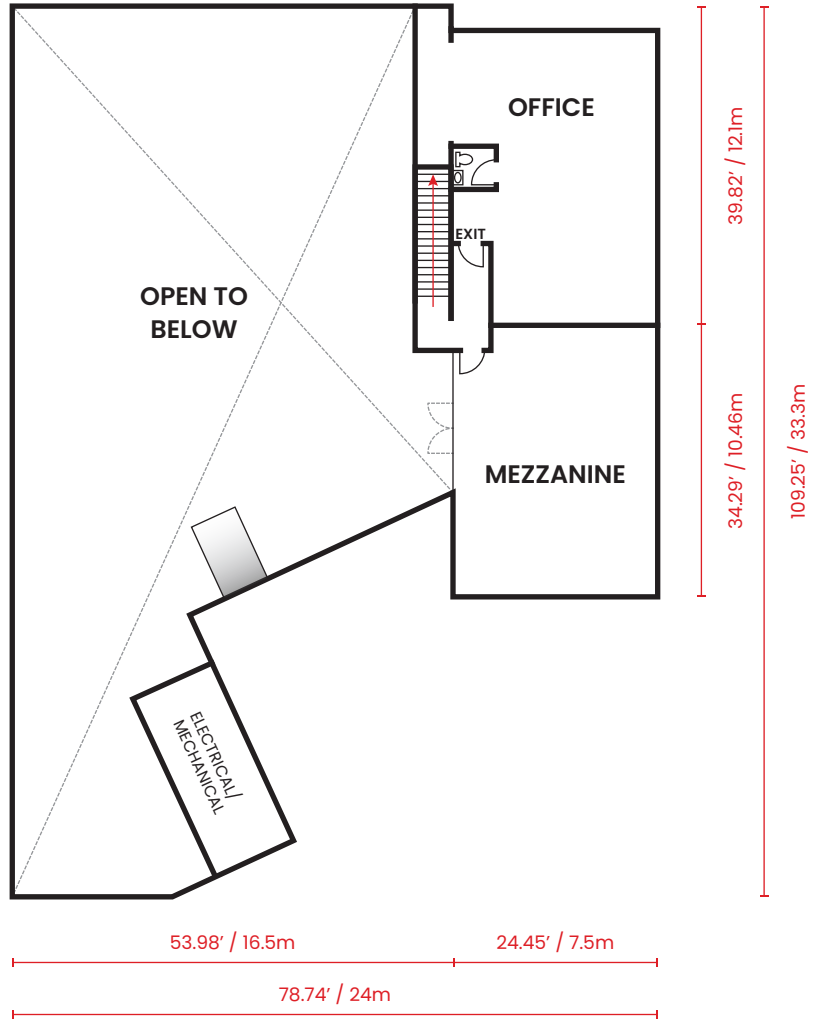 OFFICE
39.82’ / 12.1m
EXIT
OPEN TO
BELOW
MEZZANINE
34.29’ / 10.46m
109.25’ / 33.3m
ELECTRICAL/
MECHANICAL
53.98’ / 16.5m
24.45’ / 7.5m
78.74’ / 24m